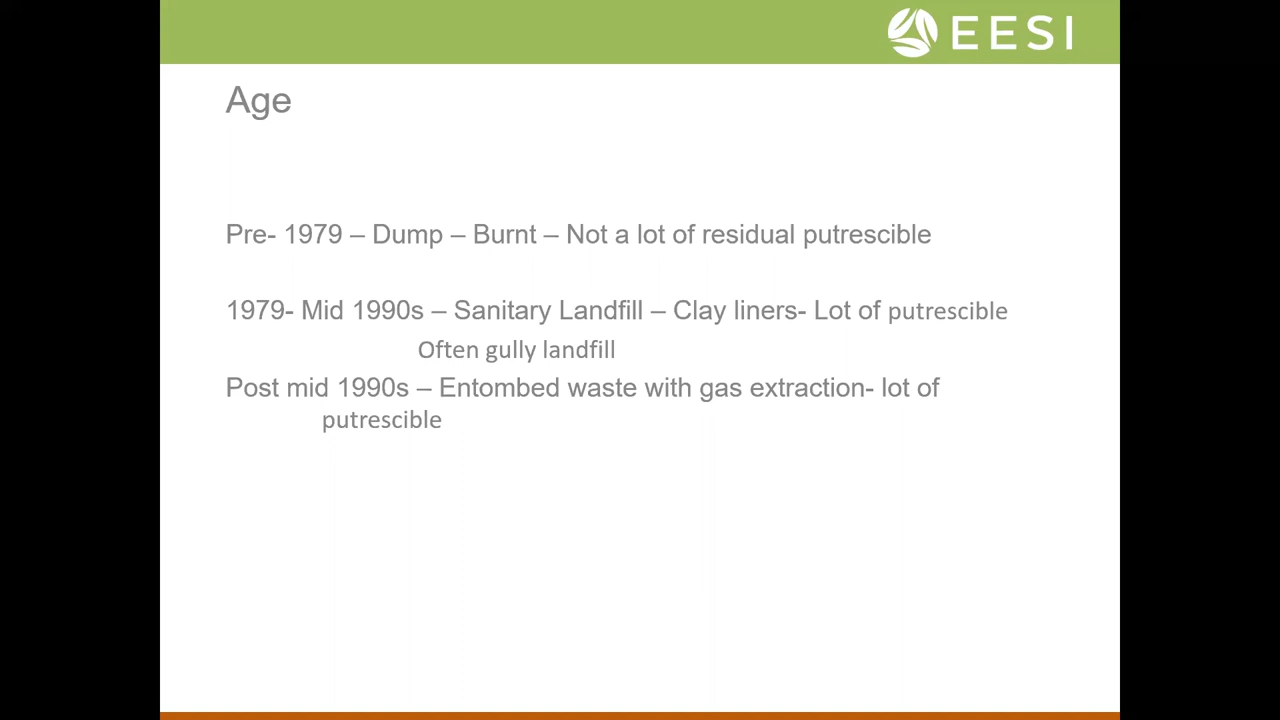 EESI
Age
Pre- 1979 – Dump – Burnt – Not a lot of residual putrescible
1979- Mid 1990s – Sanitary Landfill – Clay liners- Lot of putrescible
Often gully landfill
Post mid 1990s – Entombed waste with gas extraction- lot of
putrescible